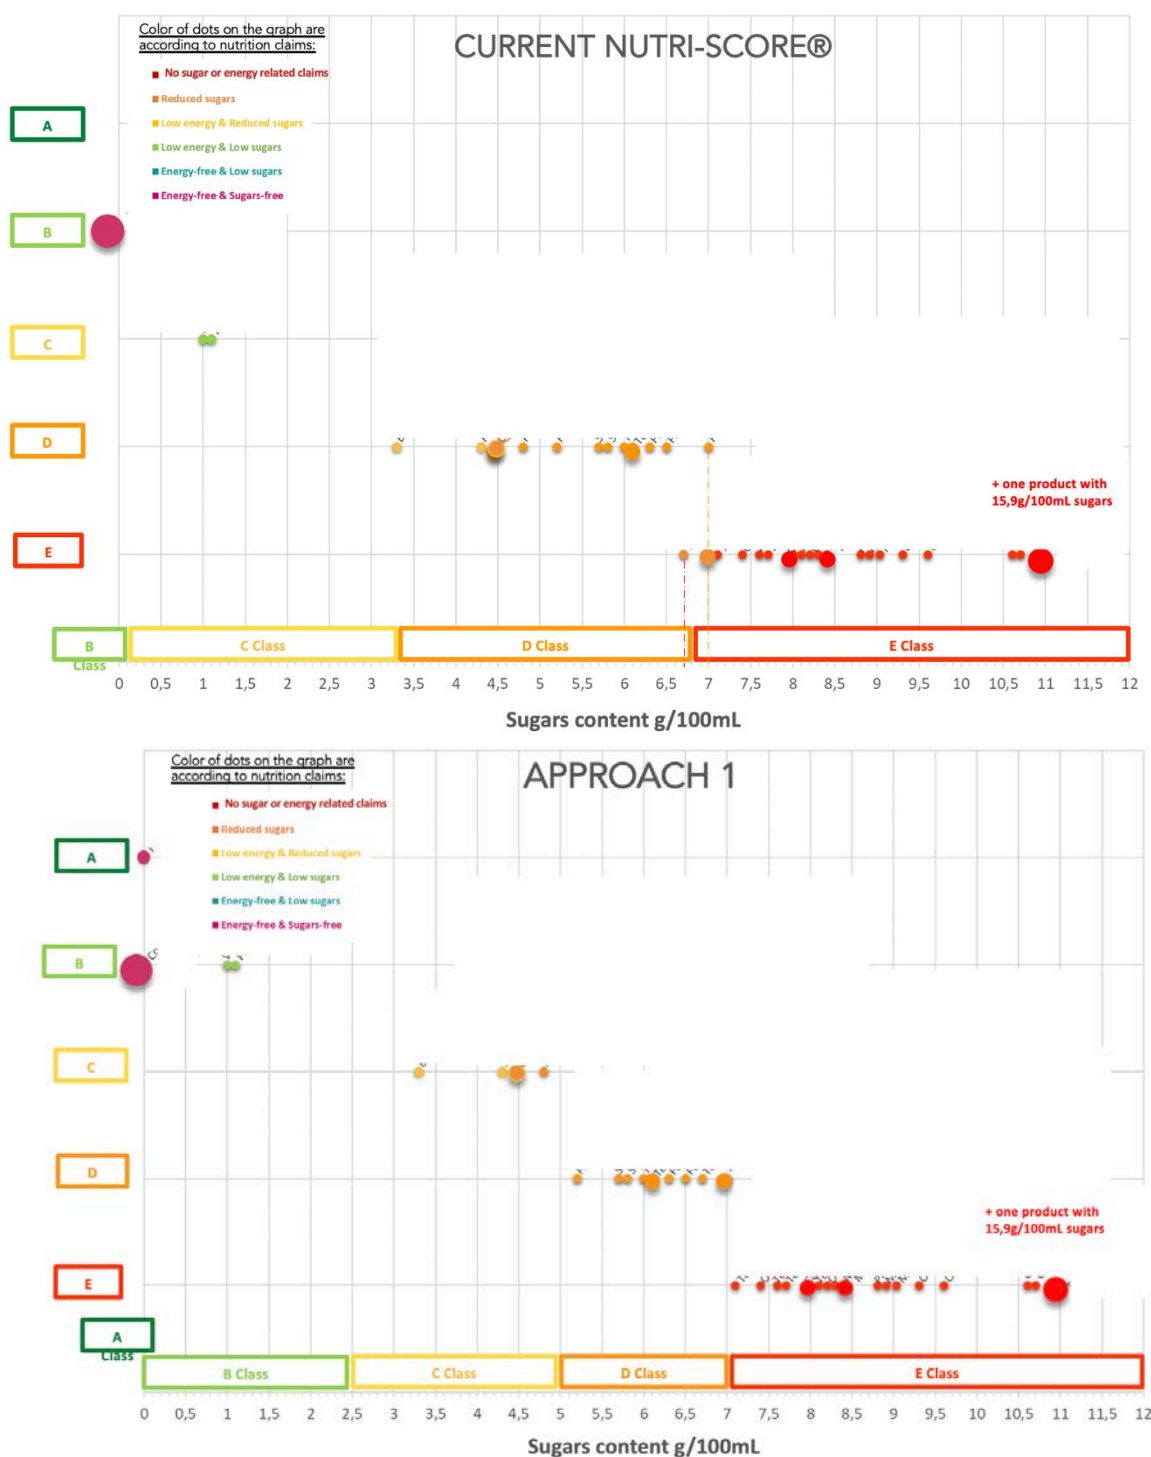 Color of dots on the graph are
according to nutrition claims:
CURRENT NUTRI-SCORE®
No sugar or energy related claims
Reduced sugars
Low energy & Reduced sugars
Low energy & Low sugars
Energy-free & Low sugars
Energy-free & Sugars-free
A
B
C
D
+ one product with
15,9g/100mL sugars
E
B Class
C Class
D Class
E Class
0 0,5 1 1,5 2 2,5 3 3,5 4 4,5 5 5,5 6 6,5 7 7,5 8 8,5 9 9,5 10 10,5 11 11,5 12
Sugars content g/100mL
Color of dots on the graph are
according to nutrition claims:
APPROACH 1
No sugar or energy related claims
Reduced sugars
Low energy & Reduced sugars
Low energy & Low sugars
Energy-free & Low sugars
Energy-free & Sugars-free
A
B
C
D
+ one product with
15,9g/100mL sugars
E
A Class
B Class
C Class
D Class
E Class
0 0,5 1 1,5 2 2,5 3 3,5 4 4,5 5 5,5 6 6,5 7 7,5 8 8,5 9 9,5 10 10,5 11 11,5 12
Sugars content g/100mL